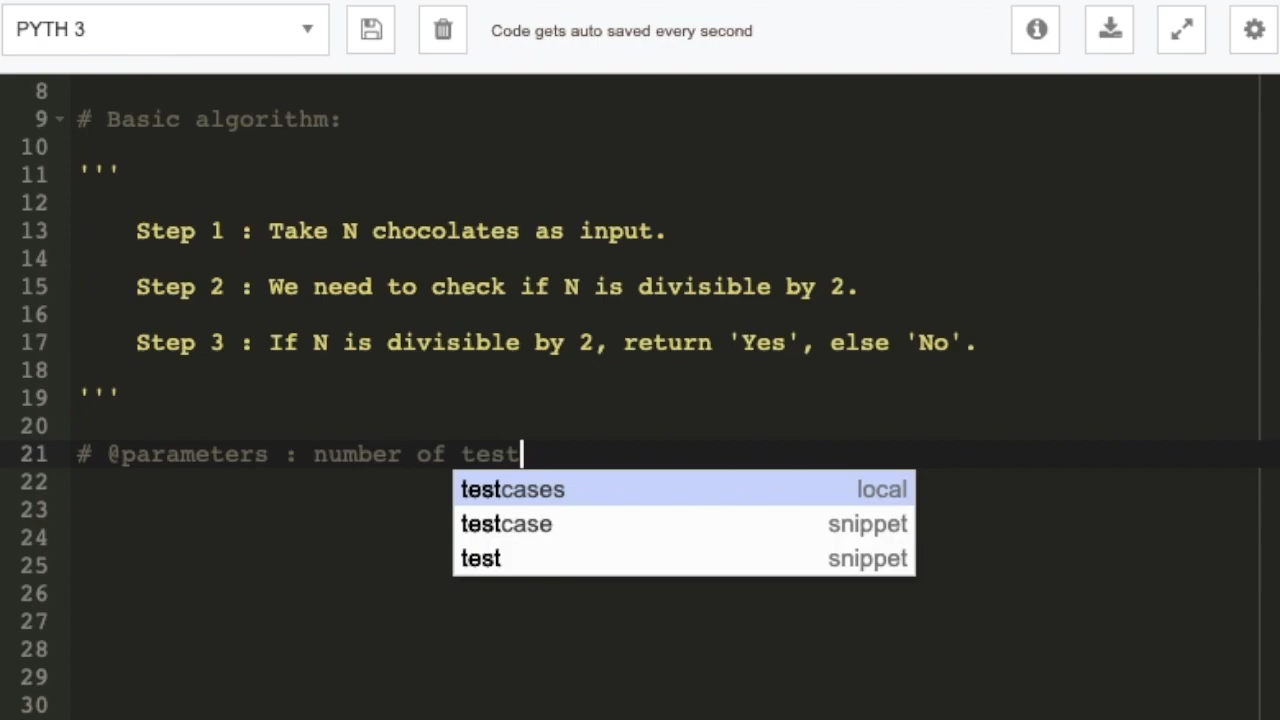 PYTH 3
Code gets auto saved every second
8
9 # Basic algorithm:
10
11 '''
12
13 Step 1 : Take N chocolates as input.
14
15 Step 2 : We need to check if N is divisible by 2.
16
17 Step 3 : If N is divisible by 2, return 'Yes', else 'No'.
18
19 '''
20
21 # @parameters : number of test
22
testcases local
23
testcase snippet
24
test snippet
25
26
27
28
29
30